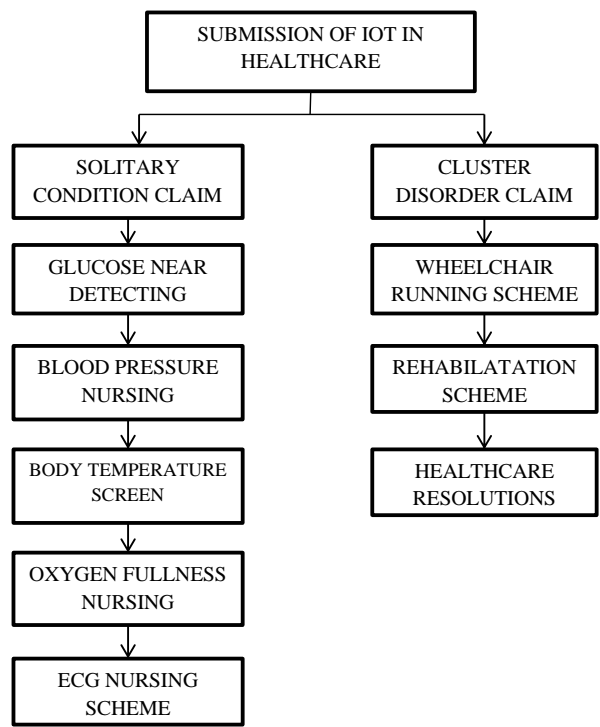 SUBMISSION OF IOT IN
HEALTHCARE
SOLITARY
CONDITION CLAIM
GLUCOSE NEAR
DETECTING
BLOOD PRESSURE
NURSING
BODY TEMPERATURE
SCREEN
OXYGEN FULLNESS
NURSING
ECG NURSING
SCHEME
CLUSTER
DISORDER CLAIM
WHEELCHAIR
RUNNING SCHEME
REHABILATATION
SCHEME
HEALTHCARE
RESOLUTIONS